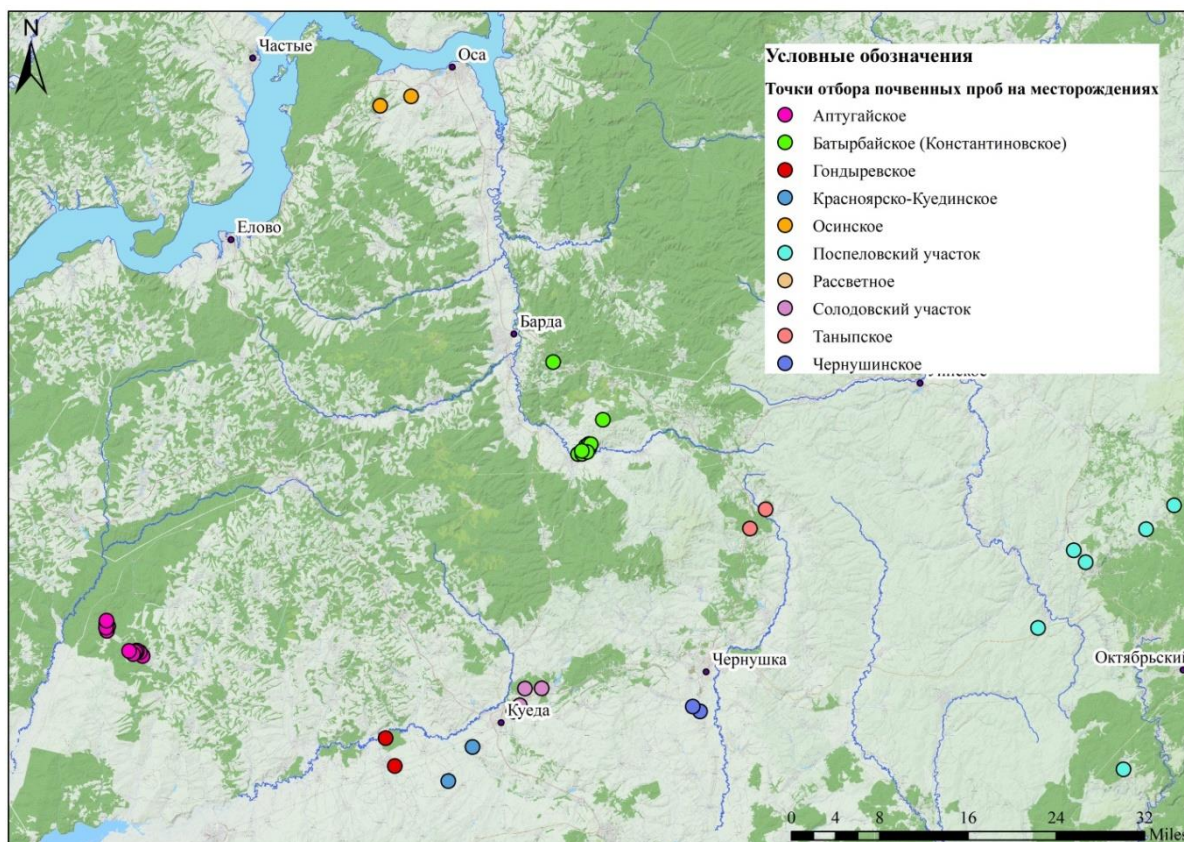 N
Частые
Оса
Елово
Барда
Чернушка
Куеда
Октябрьский
Условные обозначения
Точки отбора почвенных проб на месторождениях
Аптугайское
Батырбайское (Константиновское)
Гондыревское
Красноярско-Куединское
Осинское
Поспеловский участок
Рассветное
Солодовский участок
Таныпское
Чернушинское
0 4 8 16 24 32
Miles